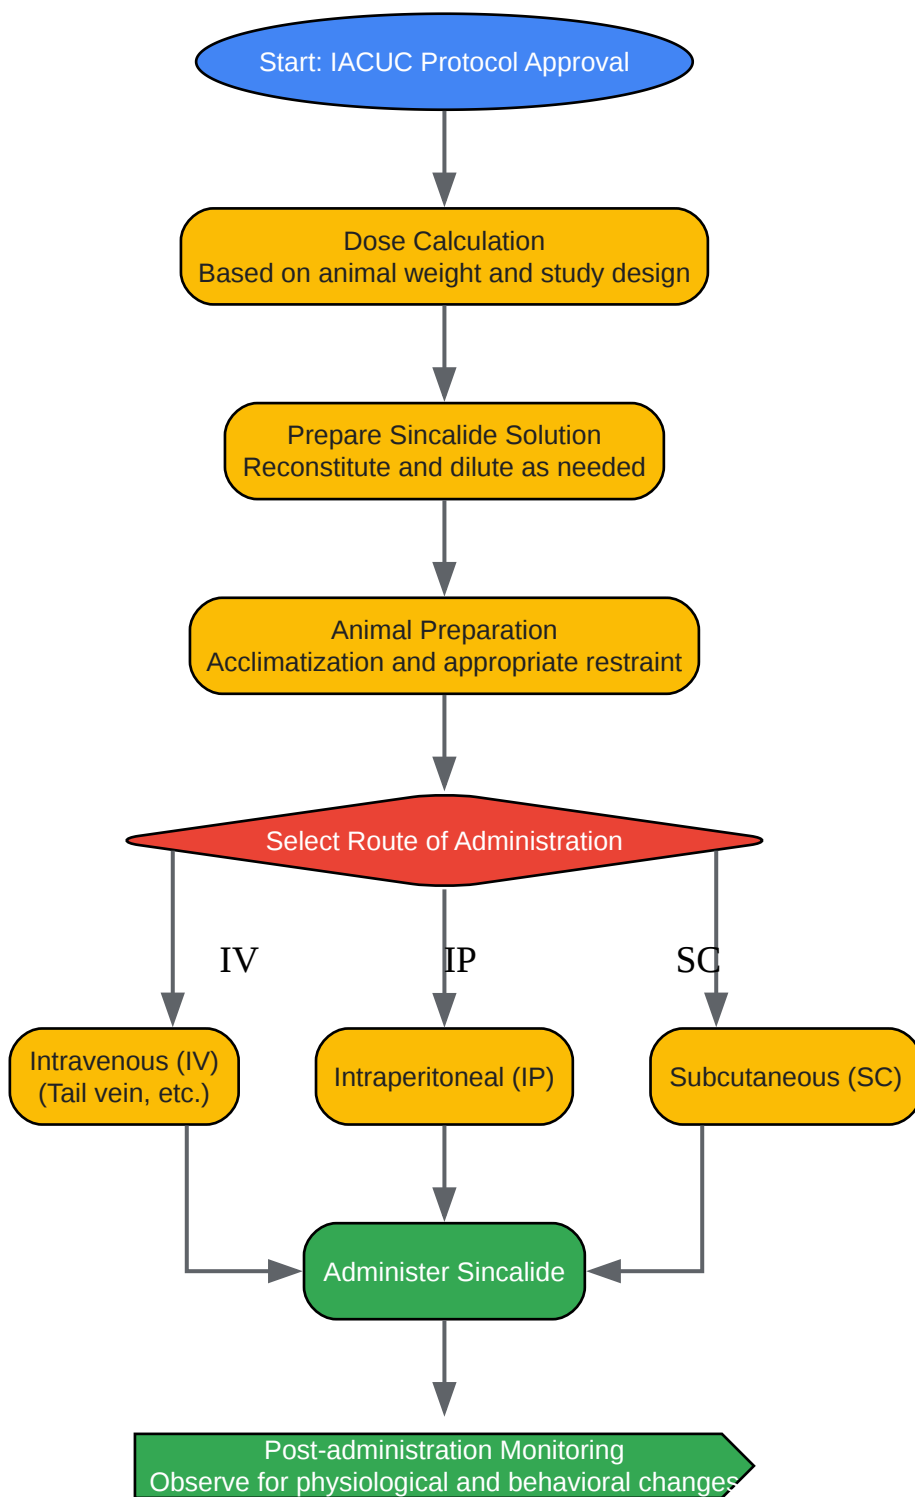 Start: IACUC Protocol Approval
Dose Calculation
Based on animal weight and study design
Prepare Sincalide Solution
Reconstitute and dilute as needed
Animal Preparation
Acclimatization and appropriate restraint
Select Route of Administration
IV
IP
SC
Intravenous (IV)
(Tail vein, etc.)
Intraperitoneal (IP)
Subcutaneous (SC)
Administer Sincalide
Post-administration Monitoring
Observe for physiological and behavioral changes